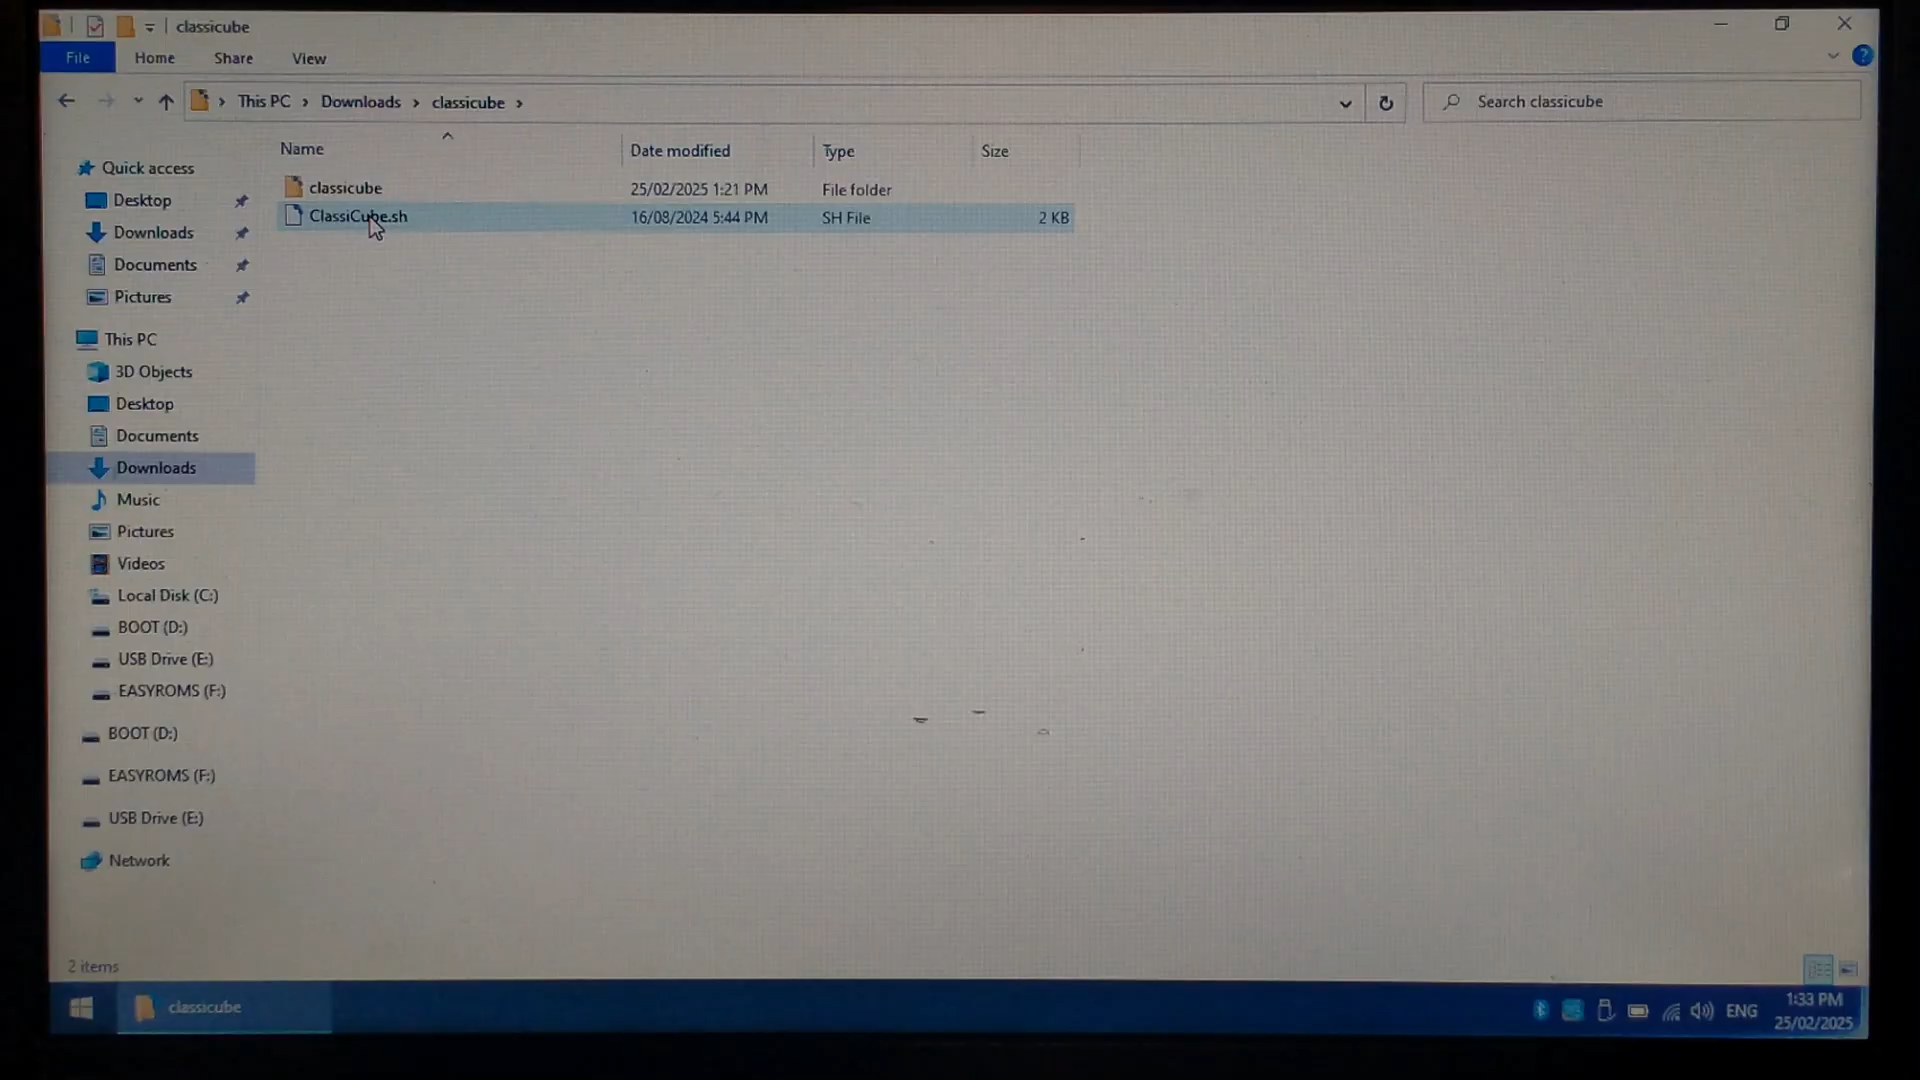 classicube
File Home Share View
This PC Downloads classicube
Search classicube
Name Date modified Type Size
classicube 25/02/2025 1:21 PM File folder
ClassiCube.sh 16/08/2024 5:44 PM SH File 2 KB
Quick access
Desktop
Downloads
Documents
Pictures
This PC
3D Objects
Desktop
Documents
Downloads
Music
Pictures
Videos
Local Disk (C:)
BOOT (D:)
USB Drive (E:)
EASYROMS (F:)
BOOT (D:)
EASYROMS (F:)
USB Drive (E:)
Network
2 items
classicube
ENG
1:33 PM
25/02/2025